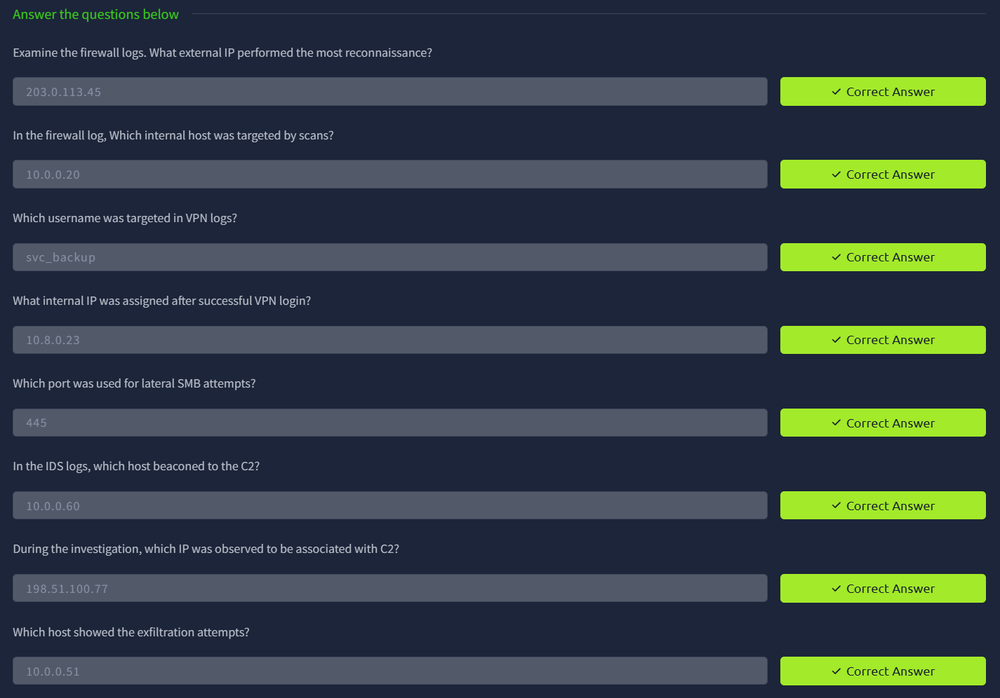 Answer the questions below
Examine the firewall logs. What external IP performed the most reconnaissance?
203.0.113.45
✓ Correct Answer
In the firewall log, Which internal host was targeted by scans?
10.0.0.20
✓ Correct Answer
Which username was targeted in VPN logs?
svc_backup
✓ Correct Answer
What internal IP was assigned after successful VPN login?
10.8.0.23
✓ Correct Answer
Which port was used for lateral SMB attempts?
445
✓ Correct Answer
In the IDS logs, which host beaconed to the C2?
10.0.0.60
✓ Correct Answer
During the investigation, which IP was observed to be associated with C2?
198.51.100.77
✓ Correct Answer
Which host showed the exfiltration attempts?
10.0.0.51
✓ Correct Answer